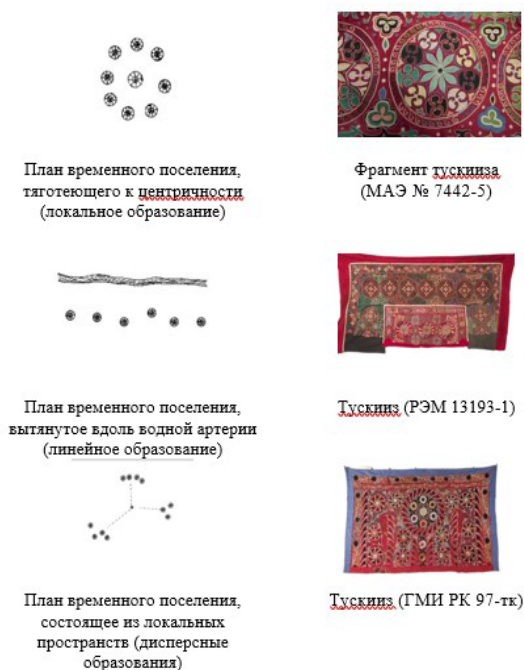 План временного поселения,
тяготеющего к центричности
(локальное образование)
Фрагмент тускииза
(МАЭ № 7442-5)
План временного поселения,
вытянутое вдоль водной артерии
(линейное образование)
Тускииз (РЭМ 13193-1)
План временного поселения,
состоящее из локальных
пространств (дисперсные
образования)
Тускииз (ГМИ РК 97-тк)